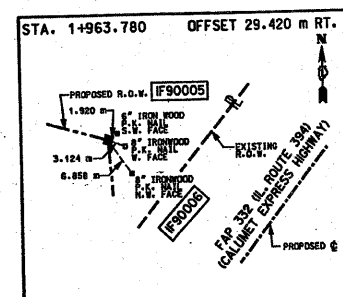 STA. 1+963.780 OFFSET 29.420 m RT.
N
PROPOSED R.O.W. IF90005
1.920 m
6" IRON WOOD
P.K. NAIL
S.W. FACE
8" IRONWOOD
P.K. NAIL
W. FACE
3.124 m
6.858 m
8" IRONWOOD
P.K. NAIL
N.W. FACE
EXISTING
R.O.W.
IF90006
FAP 332 (IL. ROUTE 394)
(CALUMET EXPRESS HIGHWAY)
PROPOSED ℄